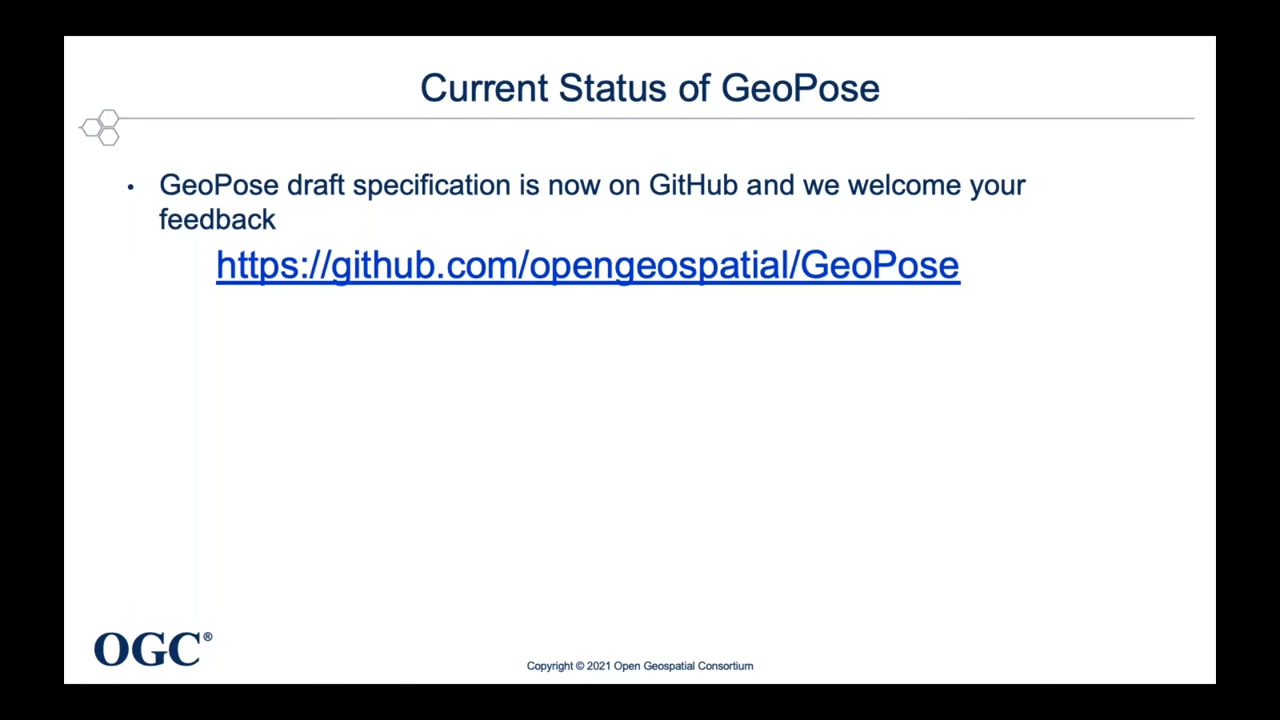 Current Status of GeoPose
• GeoPose draft specification is now on GitHub and we welcome your
feedback
https://github.com/opengeospatial/GeoPose
OGC®
Copyright © 2021 Open Geospatial Consortium